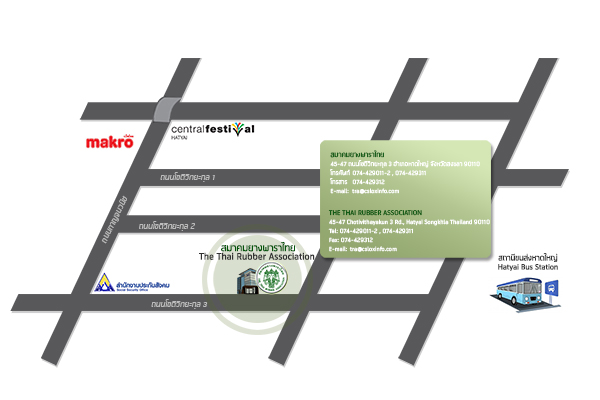 makro
centralfestival
HATYAI
ถนนโชติวิทยะกุล 1
ถนนกาญจนวนิช
ถนนโชติวิทยะกุล 2
สมาคมยางพาราไทย
The Thai Rubber Association
สำนักงานประกันสังคม
Social Security Office
ถนนโชติวิทยะกุล 3
สมาคมยางพาราไทย
45-47 ถนนโชติวิทยะกุล 3 อำเภอหาดใหญ่ จังหวัดสงขลา 90110
โทรศัพท์ 074-429011-2 , 074-429311
โทรสาร 074-429312
E-mail: tra@csloxinfo.com
THE THAI RUBBER ASSOCIATION
45-47 Chotivithayakun 3 Rd., Hatyai Songkhla Thailand 90110
Tel: 074-429011-2 , 074-429311
Fax: 074-429312
E-mail: tra@csloxinfo.com
สถานีขนส่งหาดใหญ่
Hatyai Bus Station